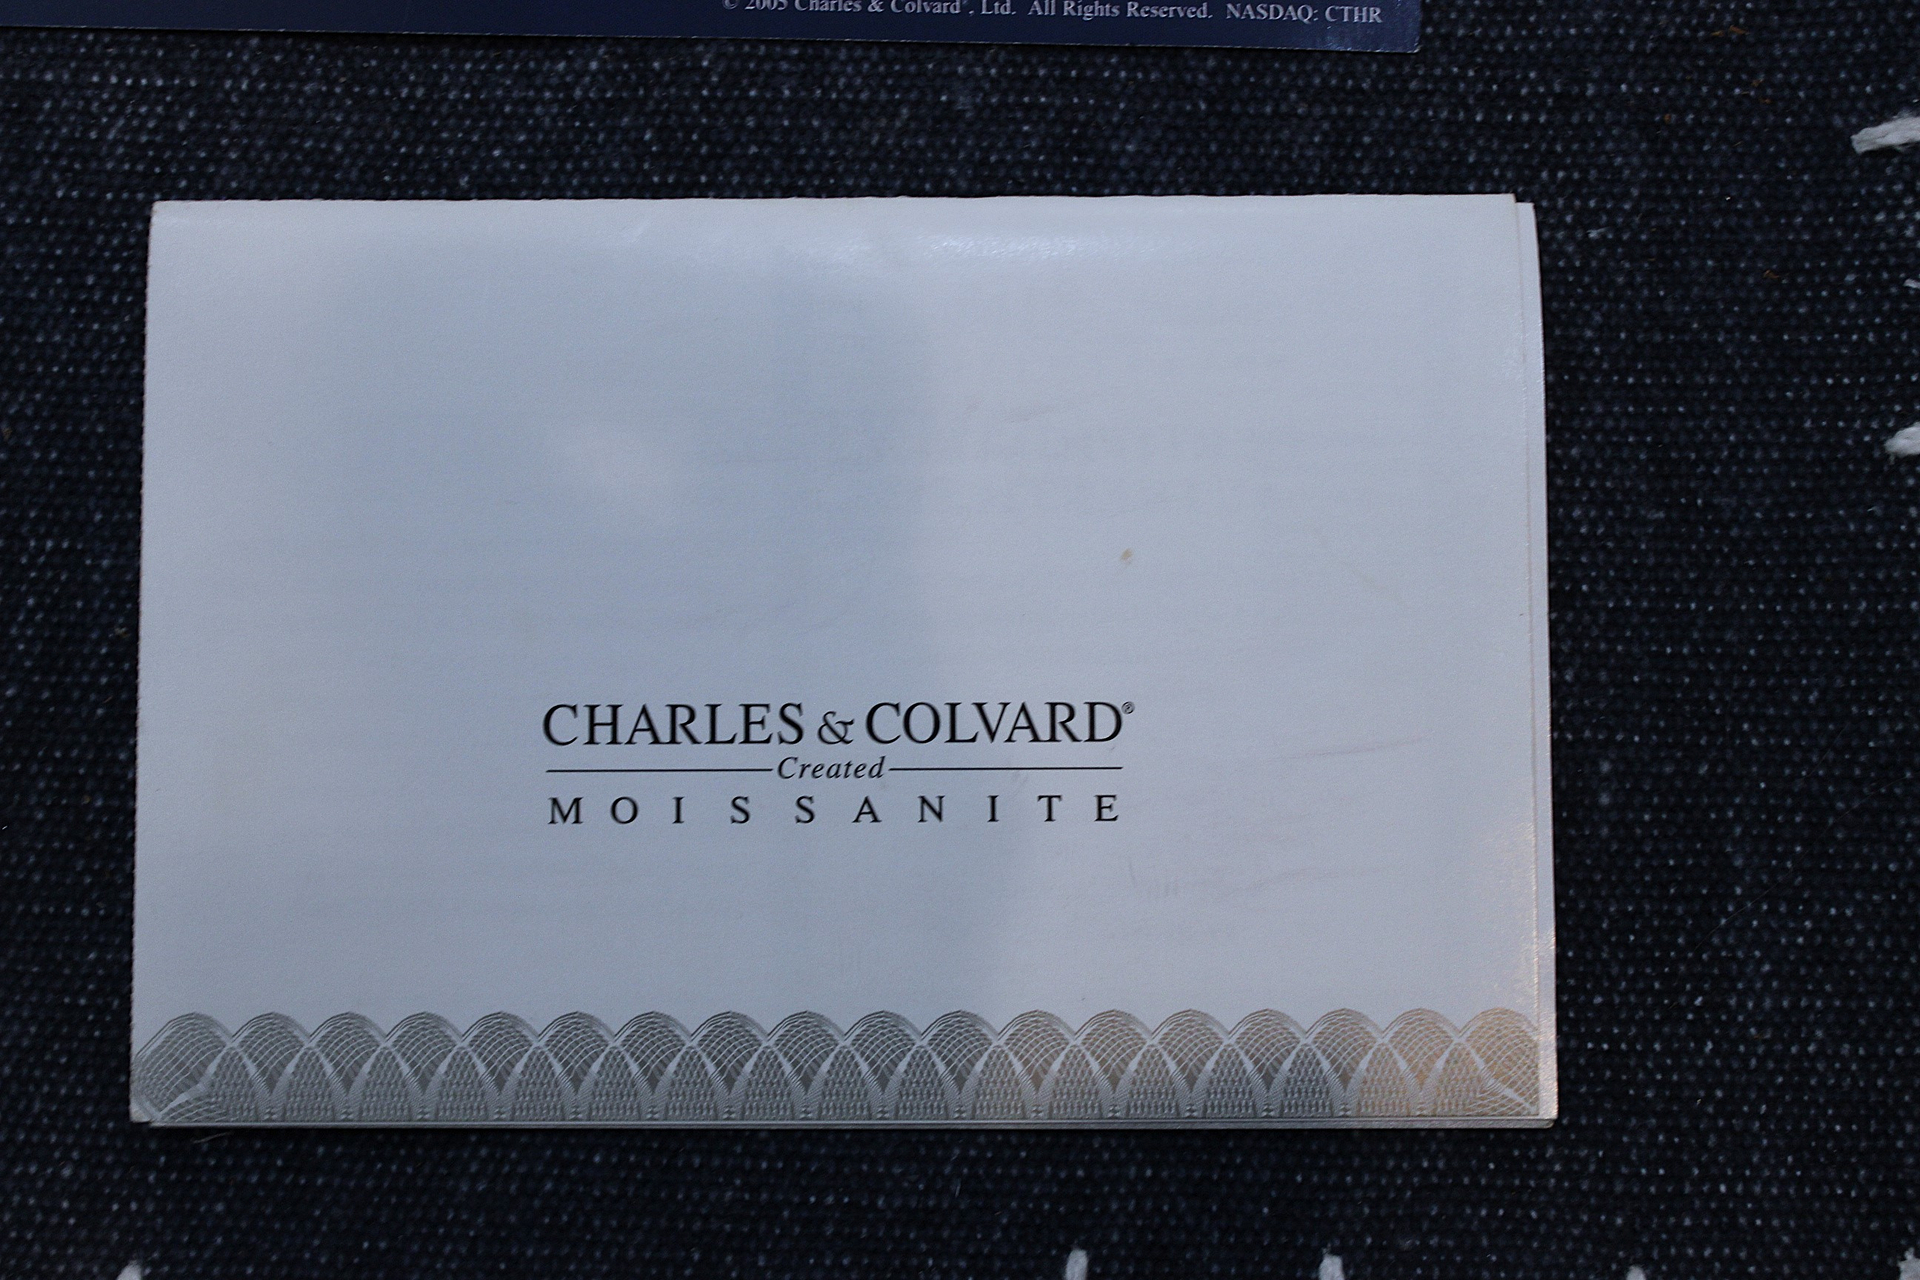 © 2005 Charles & Colvard®, Ltd. All Rights Reserved. NASDAQ: CTHR
CHARLES & COLVARD®
Created
MOISSANITE